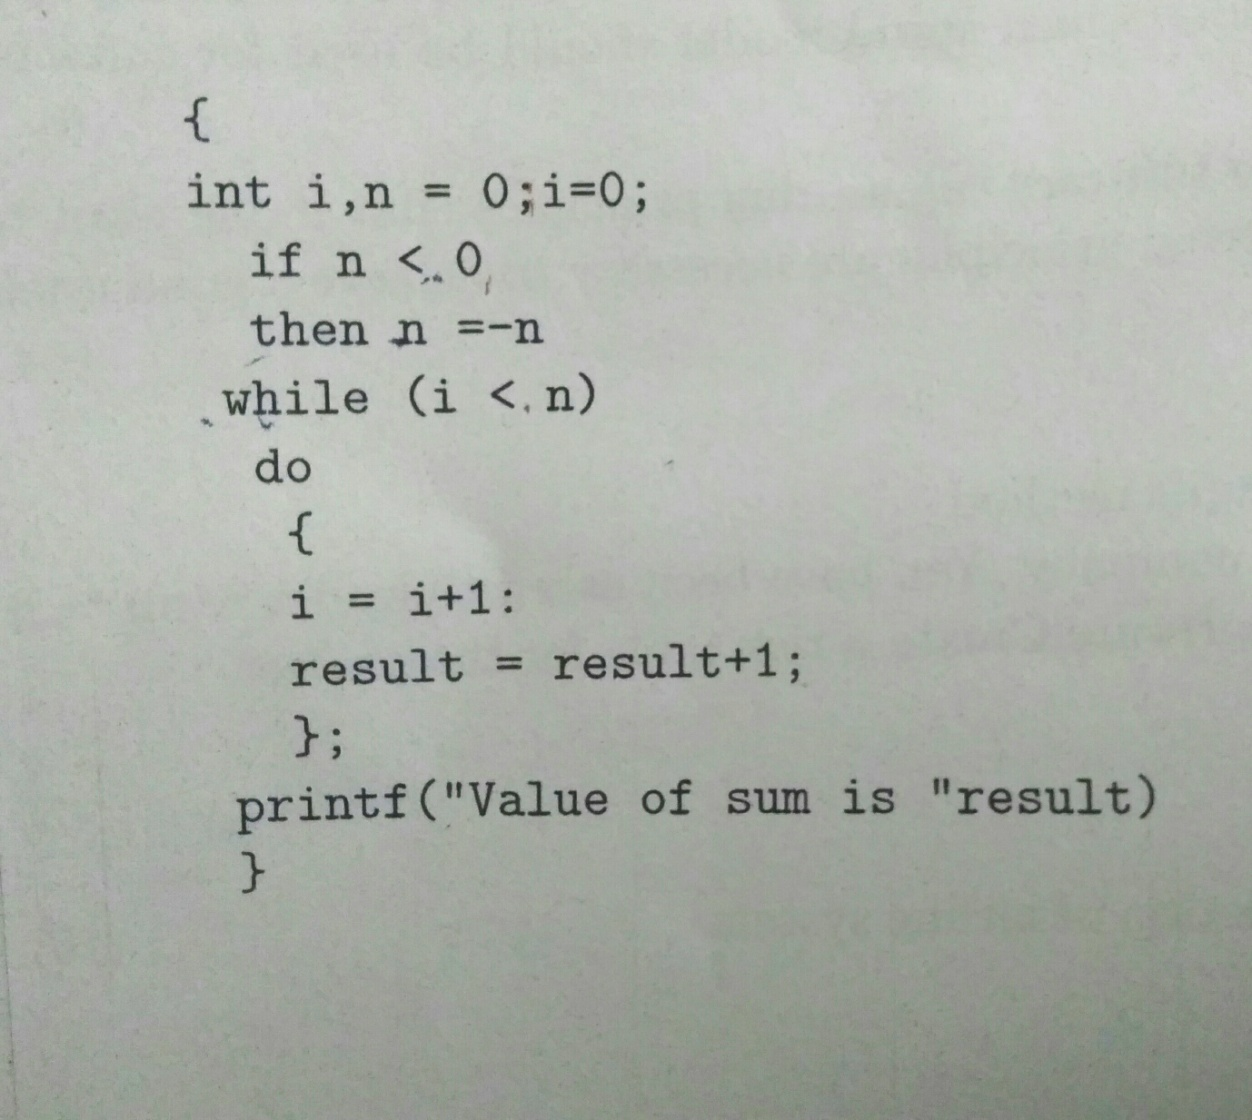 {
int i,n = 0;i=0;
if n < 0
then n =-n
while (i < n)
do
{
i = i+1:
result = result+1;
};
printf("Value of sum is "result)
}